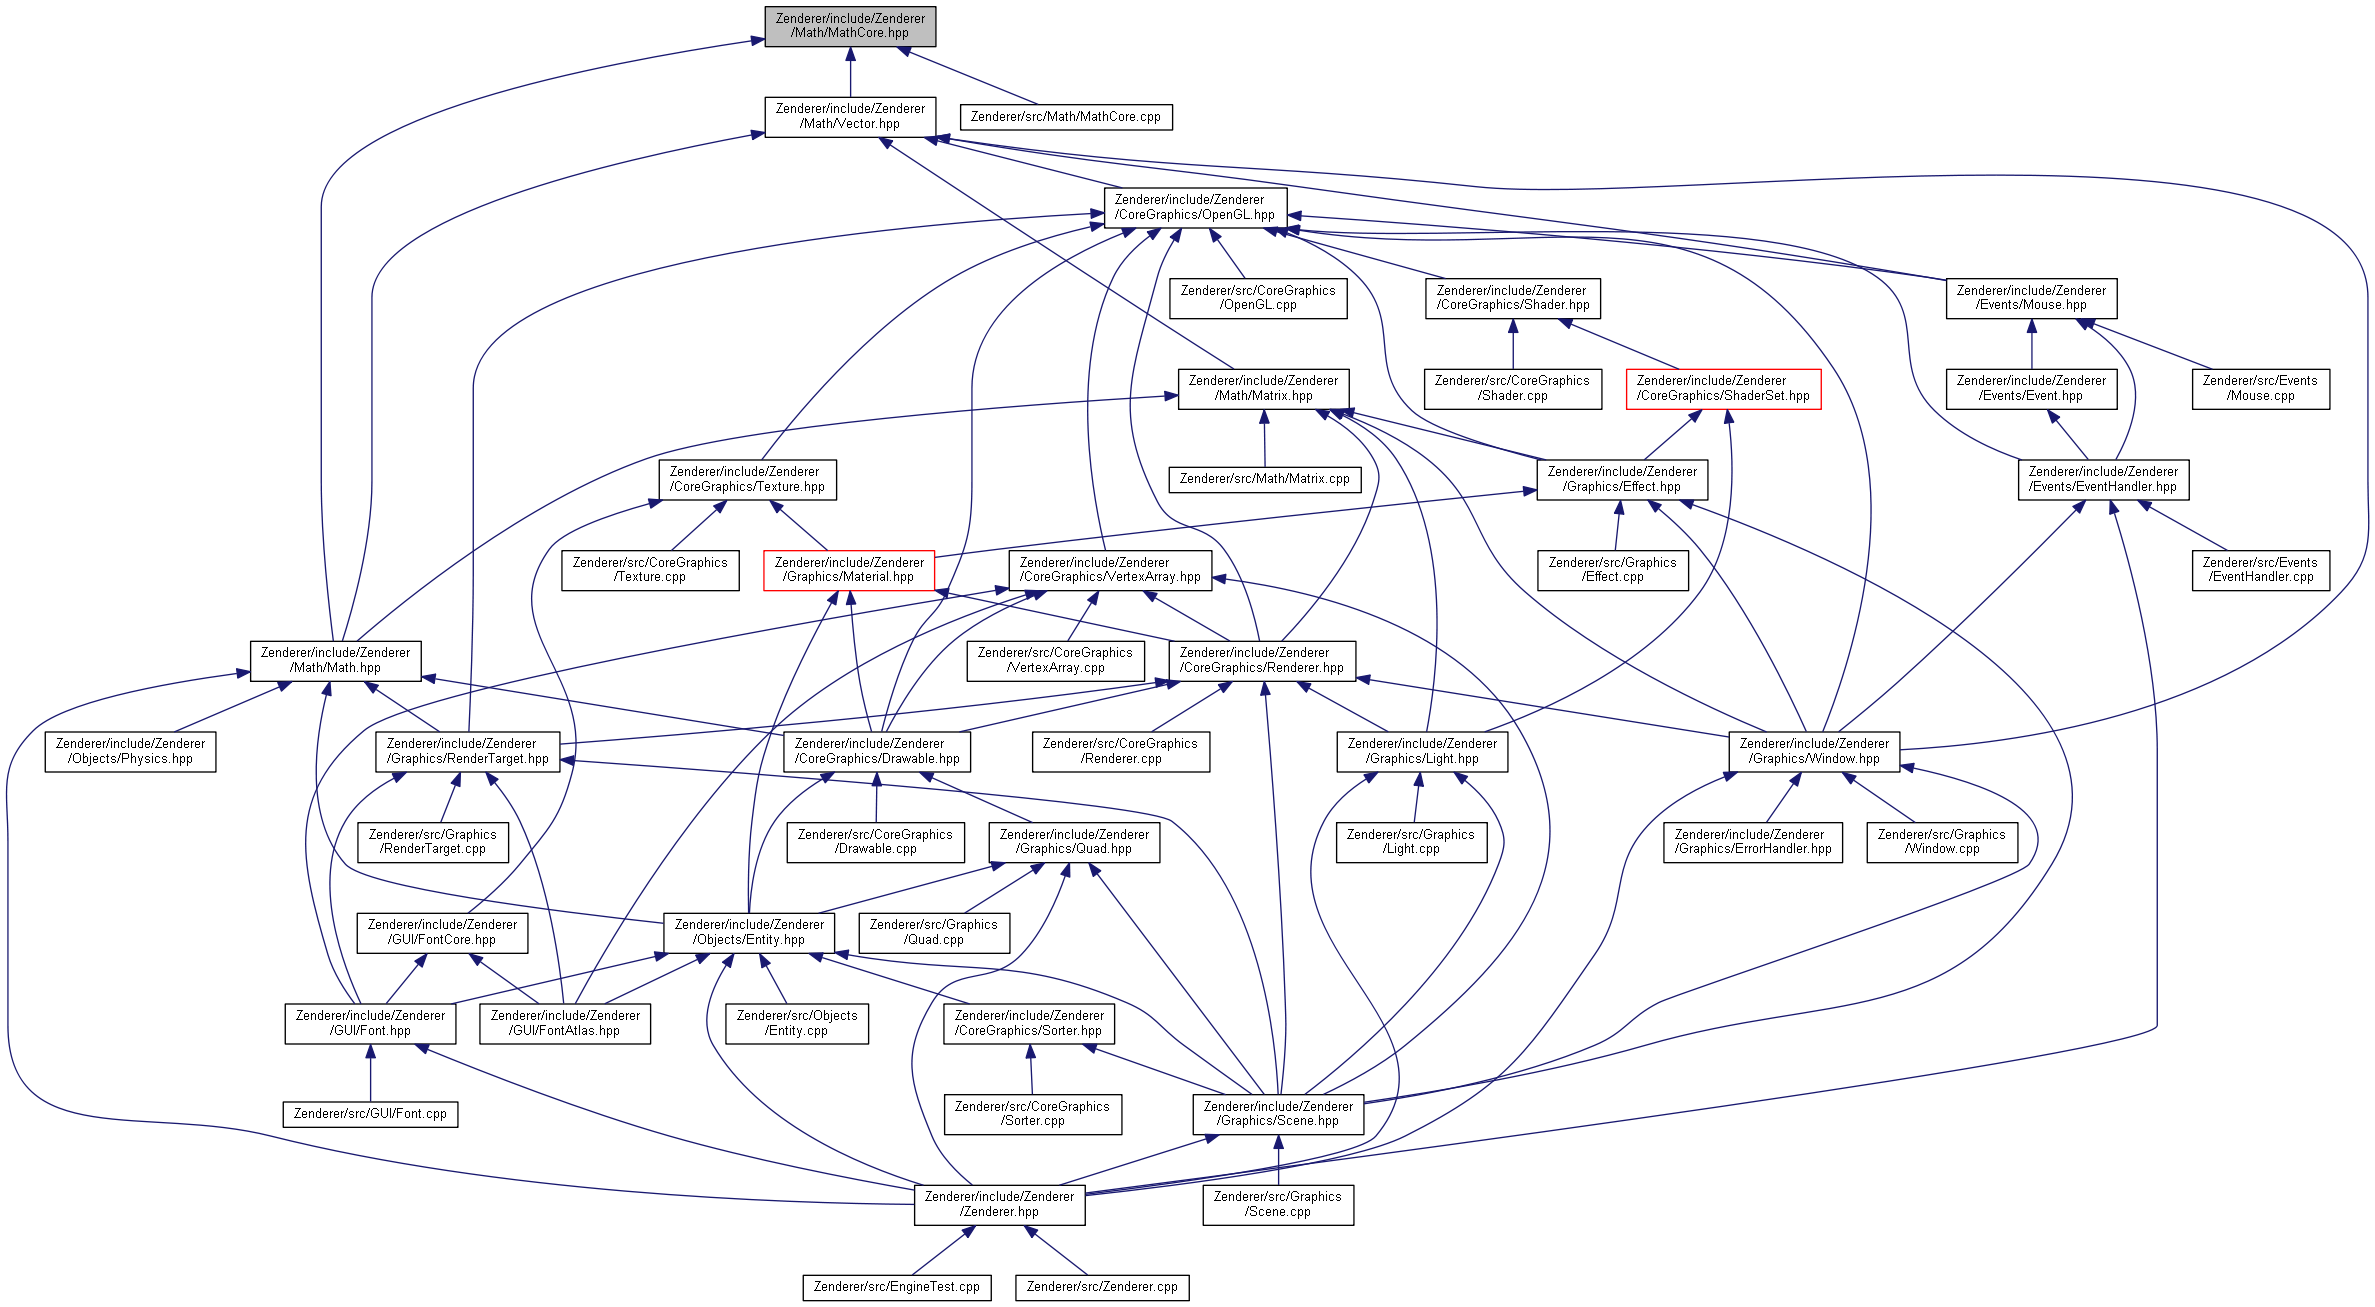 Zenderer/include/Zenderer
/Math/MathCore.hpp
Zenderer/include/Zenderer
/Math/Vector.hpp
Zenderer/src/Math/MathCore.cpp
Zenderer/include/Zenderer
/CoreGraphics/OpenGL.hpp
Zenderer/src/CoreGraphics
/OpenGL.cpp
Zenderer/include/Zenderer
/CoreGraphics/Shader.hpp
Zenderer/include/Zenderer
/Events/Mouse.hpp
Zenderer/include/Zenderer
/Math/Matrix.hpp
Zenderer/src/CoreGraphics
/Shader.cpp
Zenderer/include/Zenderer
/CoreGraphics/ShaderSet.hpp
Zenderer/include/Zenderer
/Events/Event.hpp
Zenderer/src/Events
/Mouse.cpp
Zenderer/include/Zenderer
/CoreGraphics/Texture.hpp
Zenderer/src/Math/Matrix.cpp
Zenderer/include/Zenderer
/Graphics/Effect.hpp
Zenderer/include/Zenderer
/Events/EventHandler.hpp
Zenderer/src/CoreGraphics
/Texture.cpp
Zenderer/include/Zenderer
/Graphics/Material.hpp
Zenderer/include/Zenderer
/CoreGraphics/VertexArray.hpp
Zenderer/src/Graphics
/Effect.cpp
Zenderer/src/Events
/EventHandler.cpp
Zenderer/include/Zenderer
/Math/Math.hpp
Zenderer/src/CoreGraphics
/VertexArray.cpp
Zenderer/include/Zenderer
/CoreGraphics/Renderer.hpp
Zenderer/include/Zenderer
/Objects/Physics.hpp
Zenderer/include/Zenderer
/Graphics/RenderTarget.hpp
Zenderer/include/Zenderer
/CoreGraphics/Drawable.hpp
Zenderer/src/CoreGraphics
/Renderer.cpp
Zenderer/include/Zenderer
/Graphics/Light.hpp
Zenderer/include/Zenderer
/Graphics/Window.hpp
Zenderer/src/Graphics
/RenderTarget.cpp
Zenderer/src/CoreGraphics
/Drawable.cpp
Zenderer/include/Zenderer
/Graphics/Quad.hpp
Zenderer/src/Graphics
/Light.cpp
Zenderer/include/Zenderer
/Graphics/ErrorHandler.hpp
Zenderer/src/Graphics
/Window.cpp
Zenderer/include/Zenderer
/GUI/FontCore.hpp
Zenderer/include/Zenderer
/Objects/Entity.hpp
Zenderer/src/Graphics
/Quad.cpp
Zenderer/include/Zenderer
/GUI/Font.hpp
Zenderer/include/Zenderer
/GUI/FontAtlas.hpp
Zenderer/src/Objects
/Entity.cpp
Zenderer/include/Zenderer
/CoreGraphics/Sorter.hpp
Zenderer/src/GUI/Font.cpp
Zenderer/src/CoreGraphics
/Sorter.cpp
Zenderer/include/Zenderer
/Graphics/Scene.hpp
Zenderer/include/Zenderer
/Zenderer.hpp
Zenderer/src/Graphics
/Scene.cpp
Zenderer/src/EngineTest.cpp
Zenderer/src/Zenderer.cpp